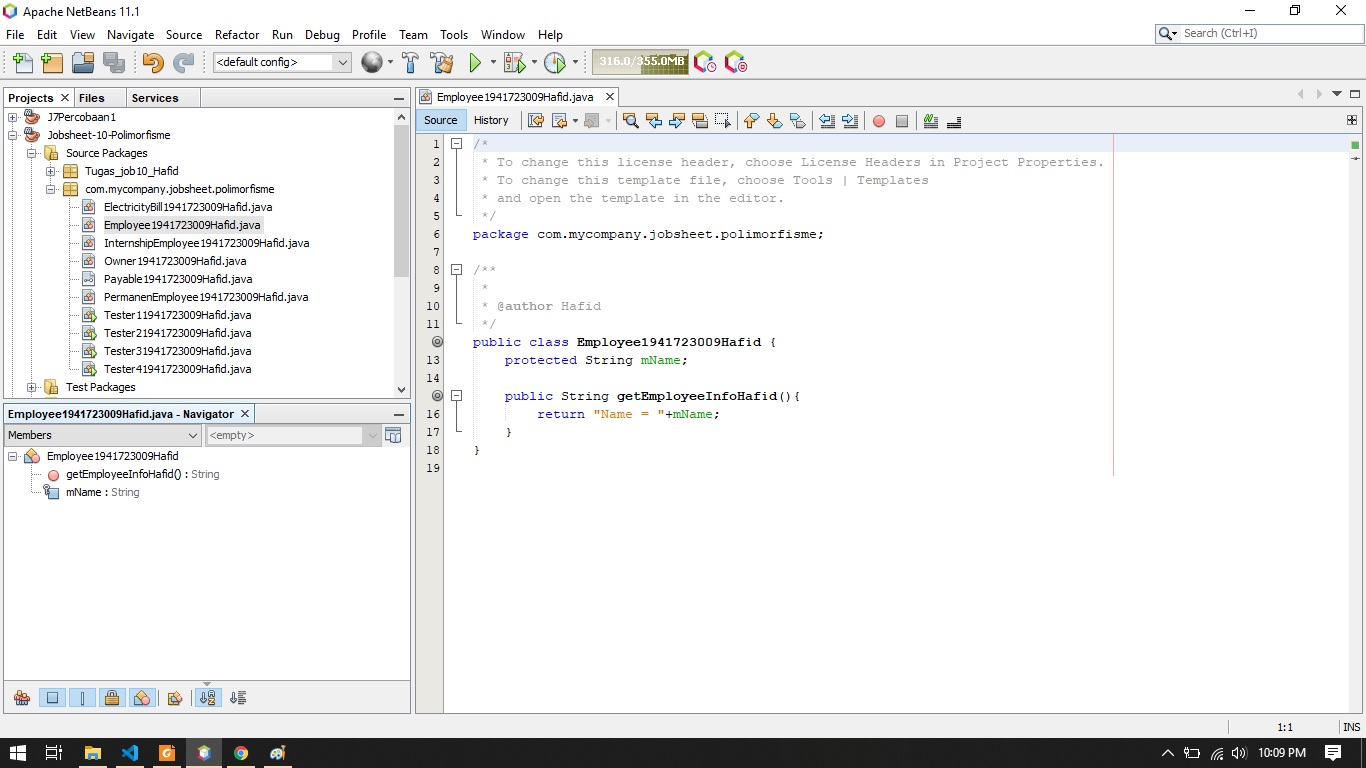 Apache NetBeans 11.1
File Edit View Navigate Source Refactor Run Debug Profile Team Tools Window Help
Search (Ctrl+I)
<default config>
316.0/355.0MB
Projects Files Services
J7Percobaan1
Jobsheet-10-Polimorfisme
Source Packages
Tugas_job10_Hafid
com.mycompany.jobsheet.polimorfisme
ElectricityBill1941723009Hafid.java
Employee1941723009Hafid.java
InternshipEmployee1941723009Hafid.java
Owner1941723009Hafid.java
Payable1941723009Hafid.java
PermanenEmployee1941723009Hafid.java
Tester11941723009Hafid.java
Tester21941723009Hafid.java
Tester31941723009Hafid.java
Tester41941723009Hafid.java
Test Packages
Employee1941723009Hafid.java - Navigator
Members <empty>
Employee1941723009Hafid
getEmployeeInfoHafid() : String
mName : String
Employee1941723009Hafid.java
Source History
1 /*
2 * To change this license header, choose License Headers in Project Properties.
3 * To change this template file, choose Tools | Templates
4 * and open the template in the editor.
5 */
6 package com.mycompany.jobsheet.polimorfisme;
7
8 /**
9 *
10 * @author Hafid
11 */
public class Employee1941723009Hafid {
13 protected String mName;
14
public String getEmployeeInfoHafid(){
16 return "Name = "+mName;
17 }
18 }
19
1:1 INS
10:09 PM